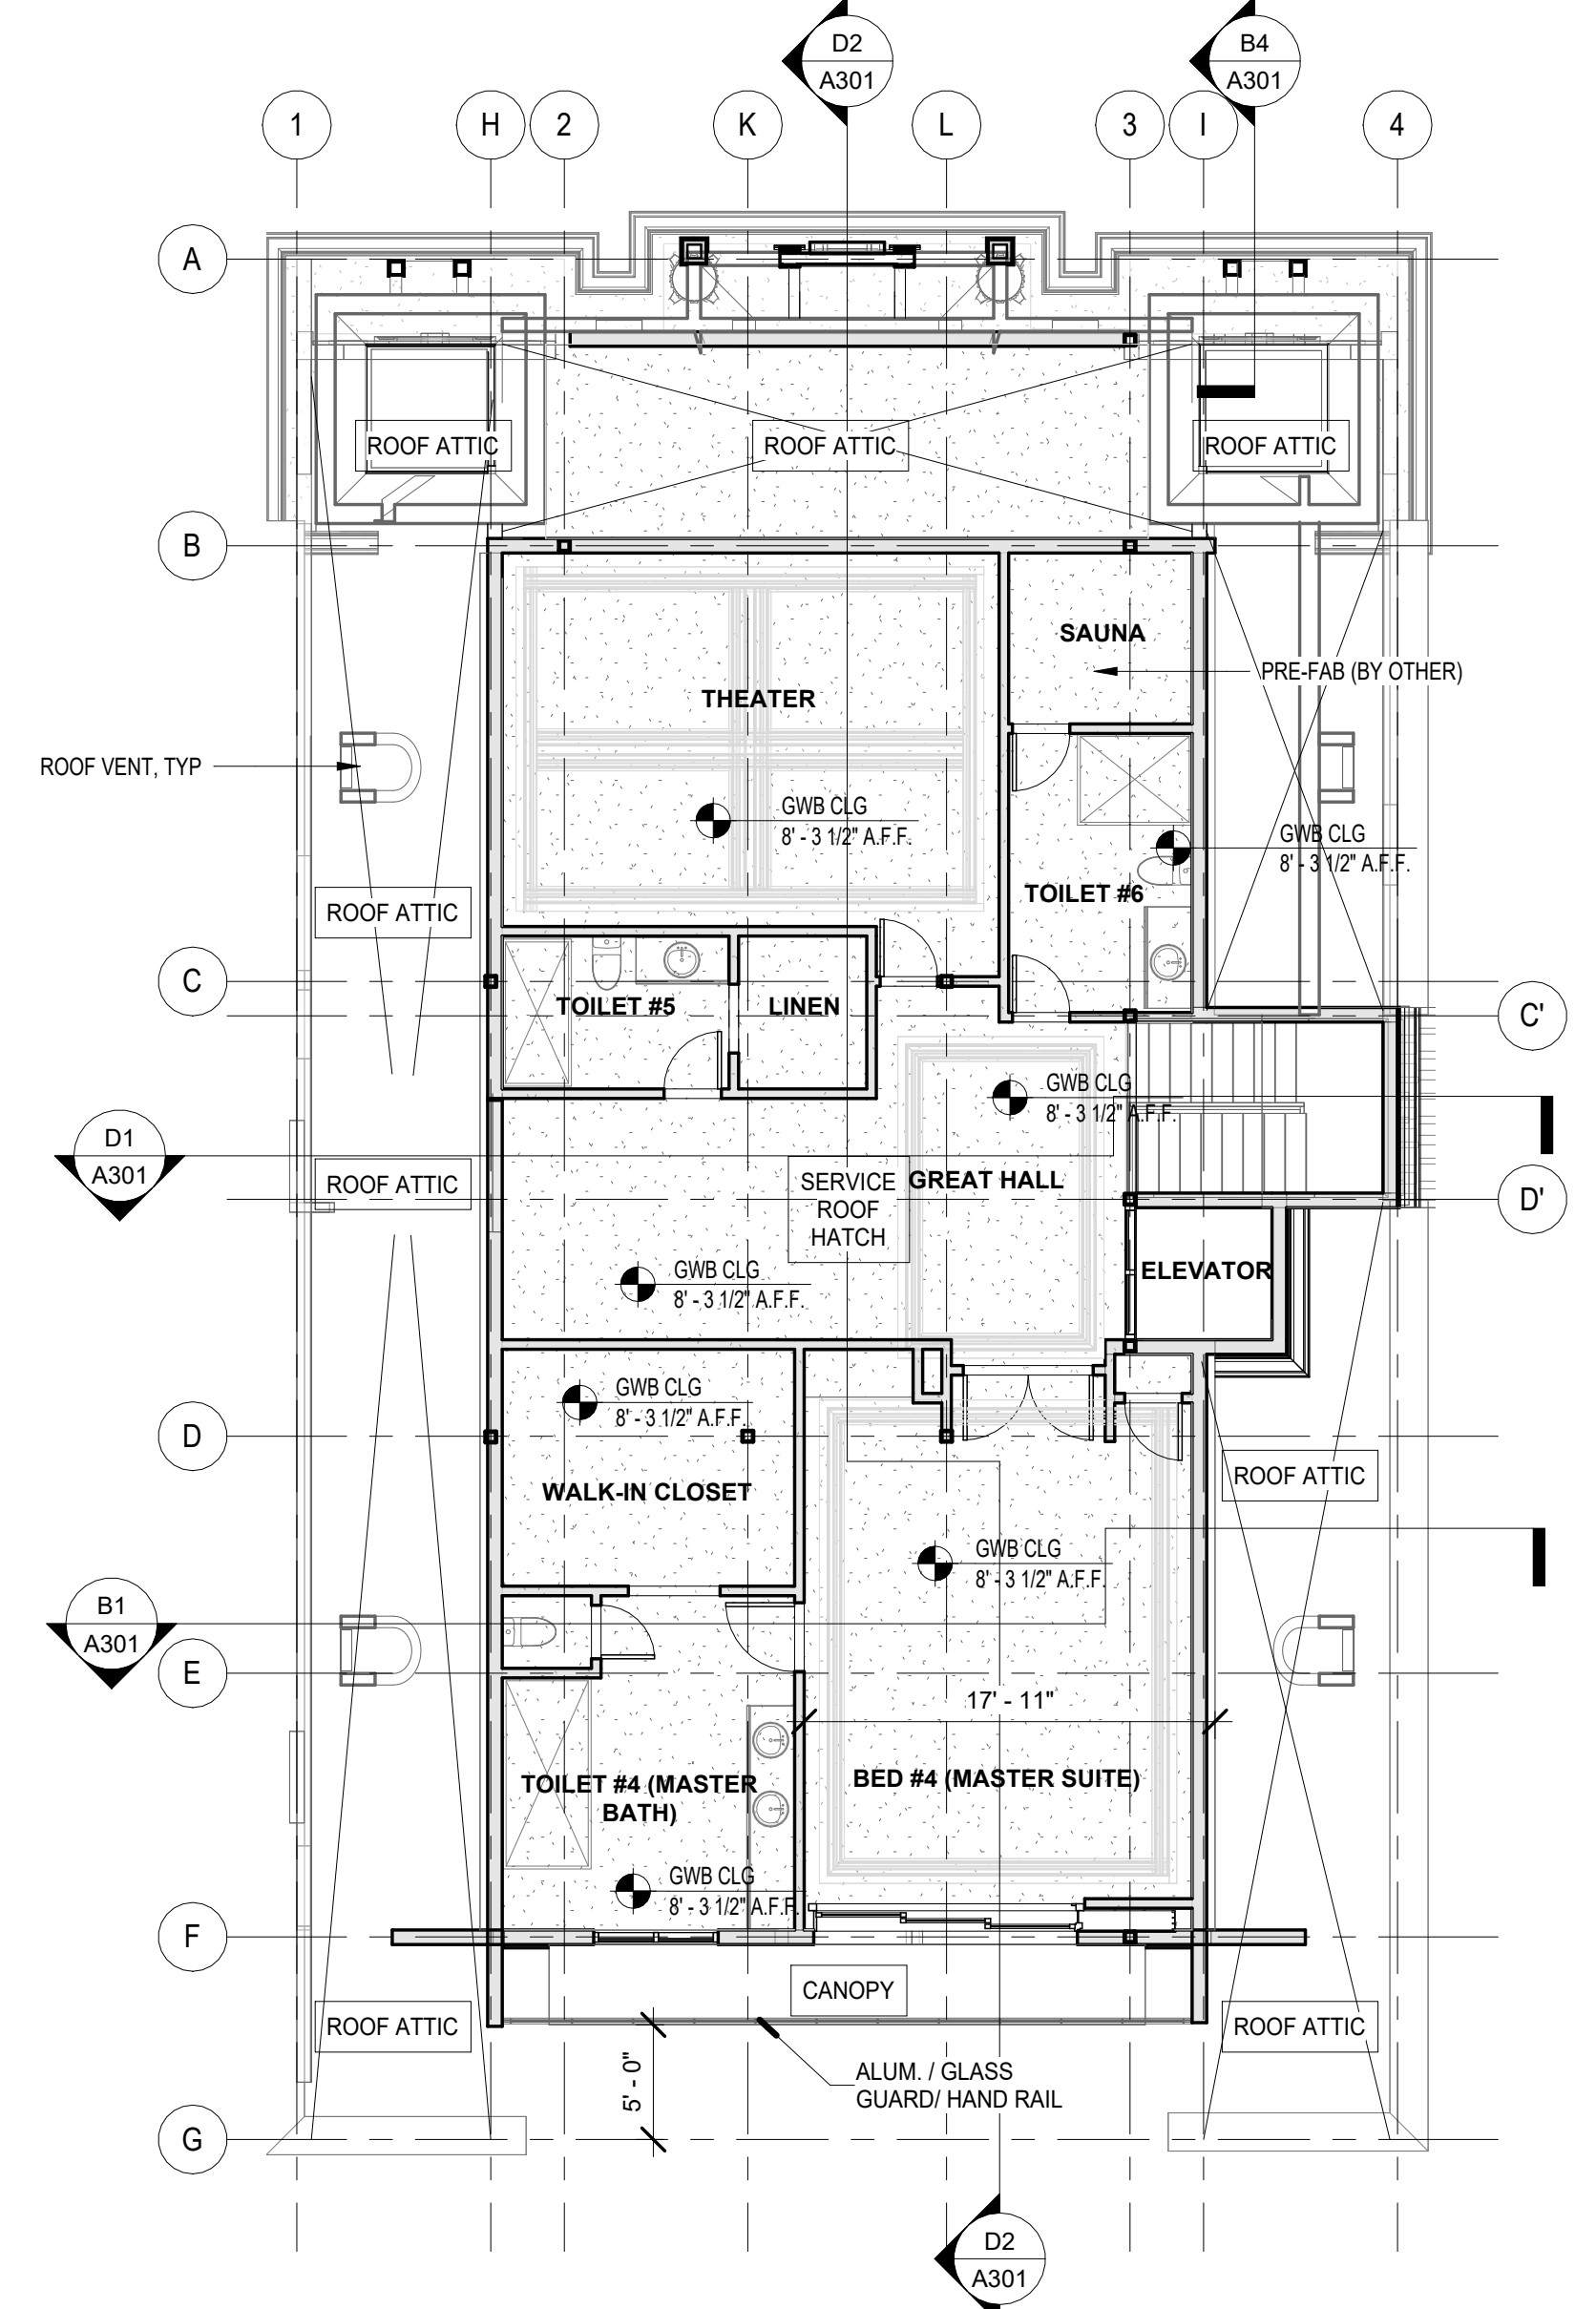 D2
A301
B4
A301
1
H
2
K
L
3
I
4
A
ROOF ATTIC
ROOF ATTIC
ROOF ATTIC
B
SAUNA
PRE-FAB (BY OTHER)
THEATER
ROOF VENT, TYP
GWB CLG
8' - 3 1/2" A.F.F.
GWB CLG
8' - 3 1/2" A.F.F.
TOILET #6
ROOF ATTIC
C
TOILET #5
LINEN
C'
GWB CLG
8' - 3 1/2" A.F.F.
D1
A301
ROOF ATTIC
SERVICE
ROOF
HATCH
GREAT HALL
D'
GWB CLG
8' - 3 1/2" A.F.F.
ELEVATOR
GWB CLG
8' - 3 1/2" A.F.F.
D
WALK-IN CLOSET
ROOF ATTIC
GWB CLG
8' - 3 1/2" A.F.F.
B1
A301
E
17' - 11"
TOILET #4 (MASTER
BATH)
BED #4 (MASTER SUITE)
GWB CLG
8' - 3 1/2" A.F.F.
F
CANOPY
ROOF ATTIC
ROOF ATTIC
5' - 0"
ALUM. / GLASS
GUARD/ HAND RAIL
G
D2
A301